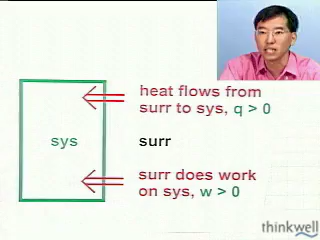 heat flows from
surr to sys, q > 0
sys
surr
surr does work
on sys, w > 0
thinkwell